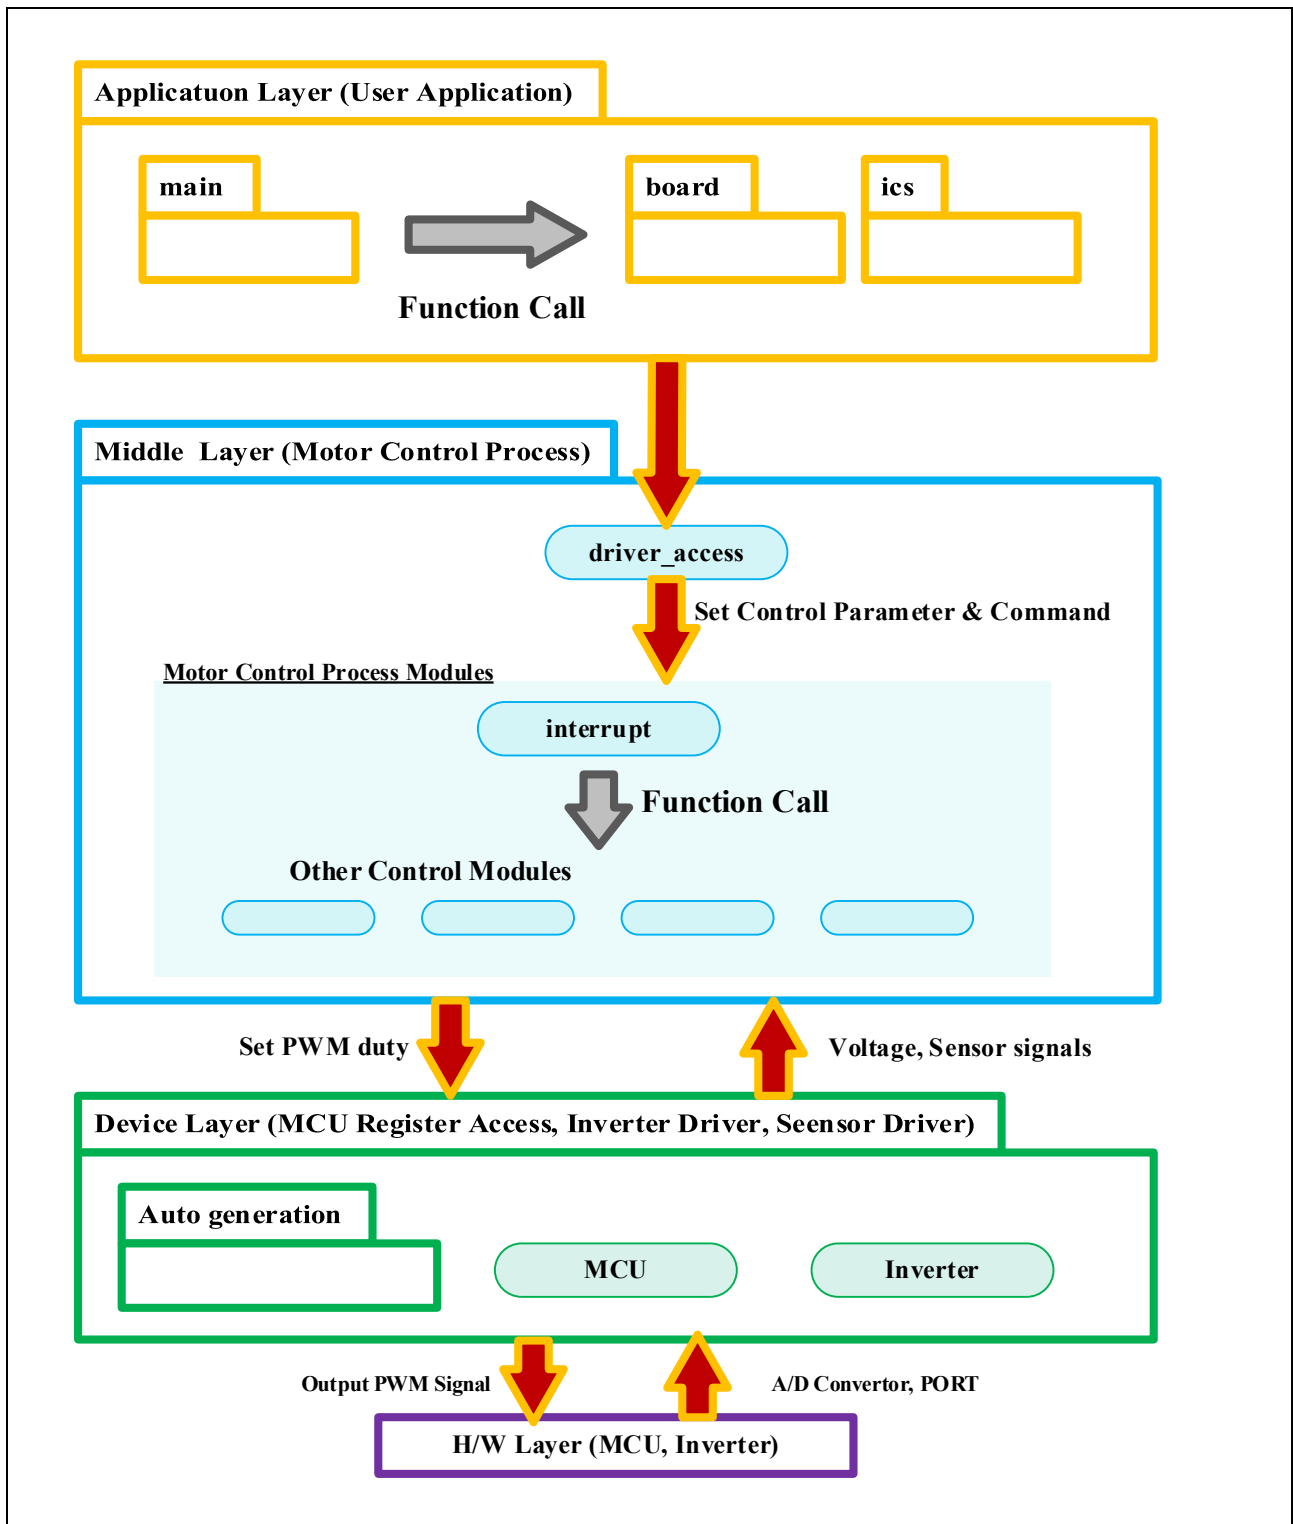 Applicatuon Layer (User Application)
main
board
ics
Function Call
Middle  Layer (Motor Control Process)
driver_access
Set Control Parameter & Command
Motor Control Process Modules
interrupt
Function Call
Other Control Modules
Set PWM duty
Voltage, Sensor signals
Device Layer (MCU Register Access, Inverter Driver, Seensor Driver)
Auto generation
MCU
Inverter
Output PWM Signal
A/D Convertor, PORT
H/W Layer (MCU, Inverter)